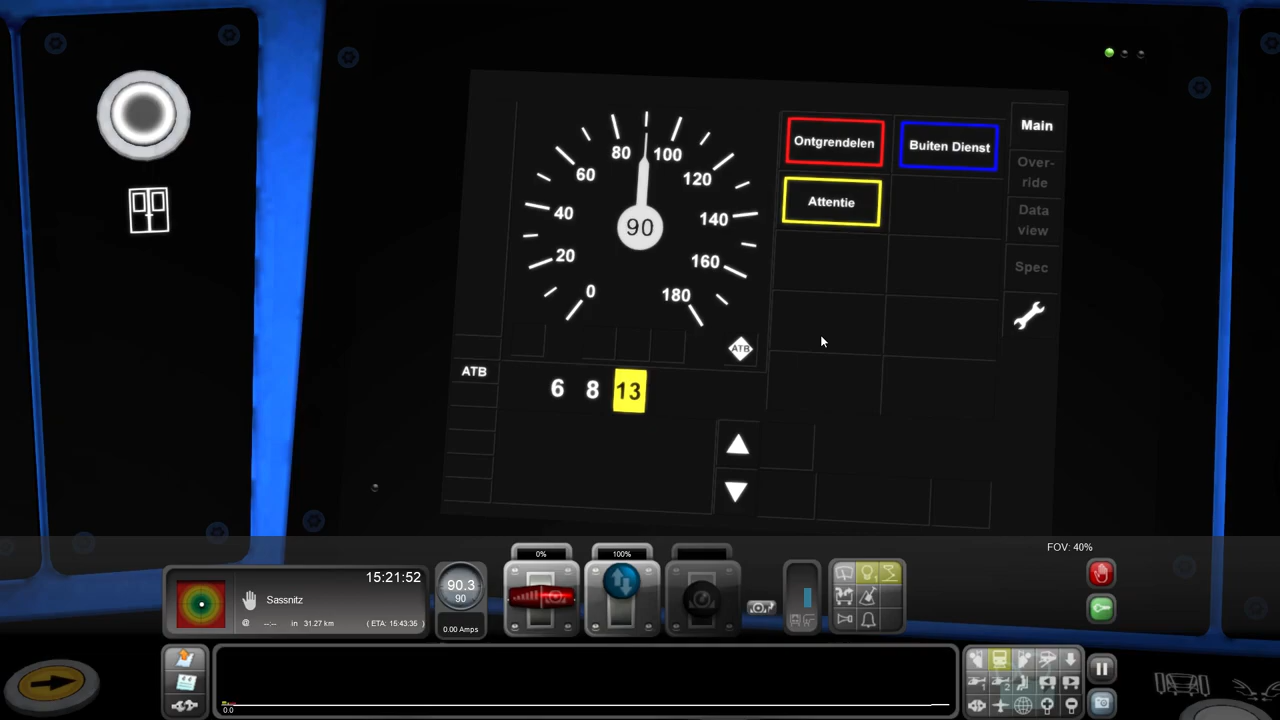 Main
Over-
ride
Data
view
Spec
Ontgrendelen
Buiten Dienst
Attentie
0
20
40
60
80
100
120
140
160
180
90
ATB
ATB
6 8 13
FOV: 40%
15:21:52
Sassnitz
@ --:-- in 31.27 km ( ETA: 15:43:35 )
90.3
90
0.00 Amps
0%
100%
0.0